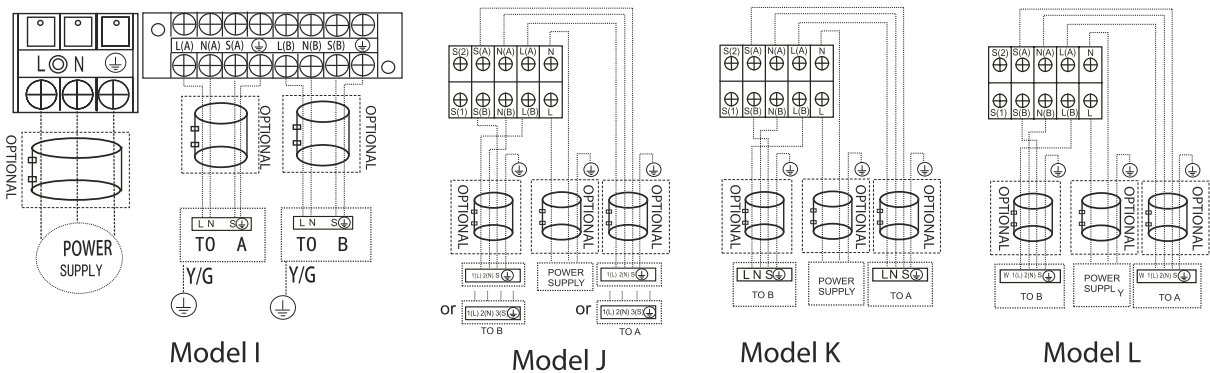 L N
L(A) N(A) S(A) L(B) N(B) S(B)
OPTIONAL
OPTIONAL
OPTIONAL
L N S
TO A
L N S
TO B
POWER
SUPPLY
Y/G
Y/G
Model I
S(2) S(A) N(A) L(A) N
S(1) S(B) N(B) L(B) L
OPTIONAL
OPTIONAL
OPTIONAL
1(L) 2(N) S
POWER
SUPPLY
1(L) 2(N) S
or
1(L) 2(N) 3(S)
TO B
or
1(L) 2(N) 3(S)
TO A
Model J
S(2) S(A) N(A) L(A) N
S(1) S(B) N(B) L(B) L
OPTIONAL
OPTIONAL
OPTIONAL
L N S
TO B
POWER
SUPPLY
L N S
TO A
Model K
S(2) S(A) N(A) L(A) N
S(1) S(B) N(B) L(B) L
OPTIONAL
OPTIONAL
OPTIONAL
W 1(L) 2(N) S
TO B
POWER
SUPPLY
W 1(L) 2(N) S
TO A
Model L